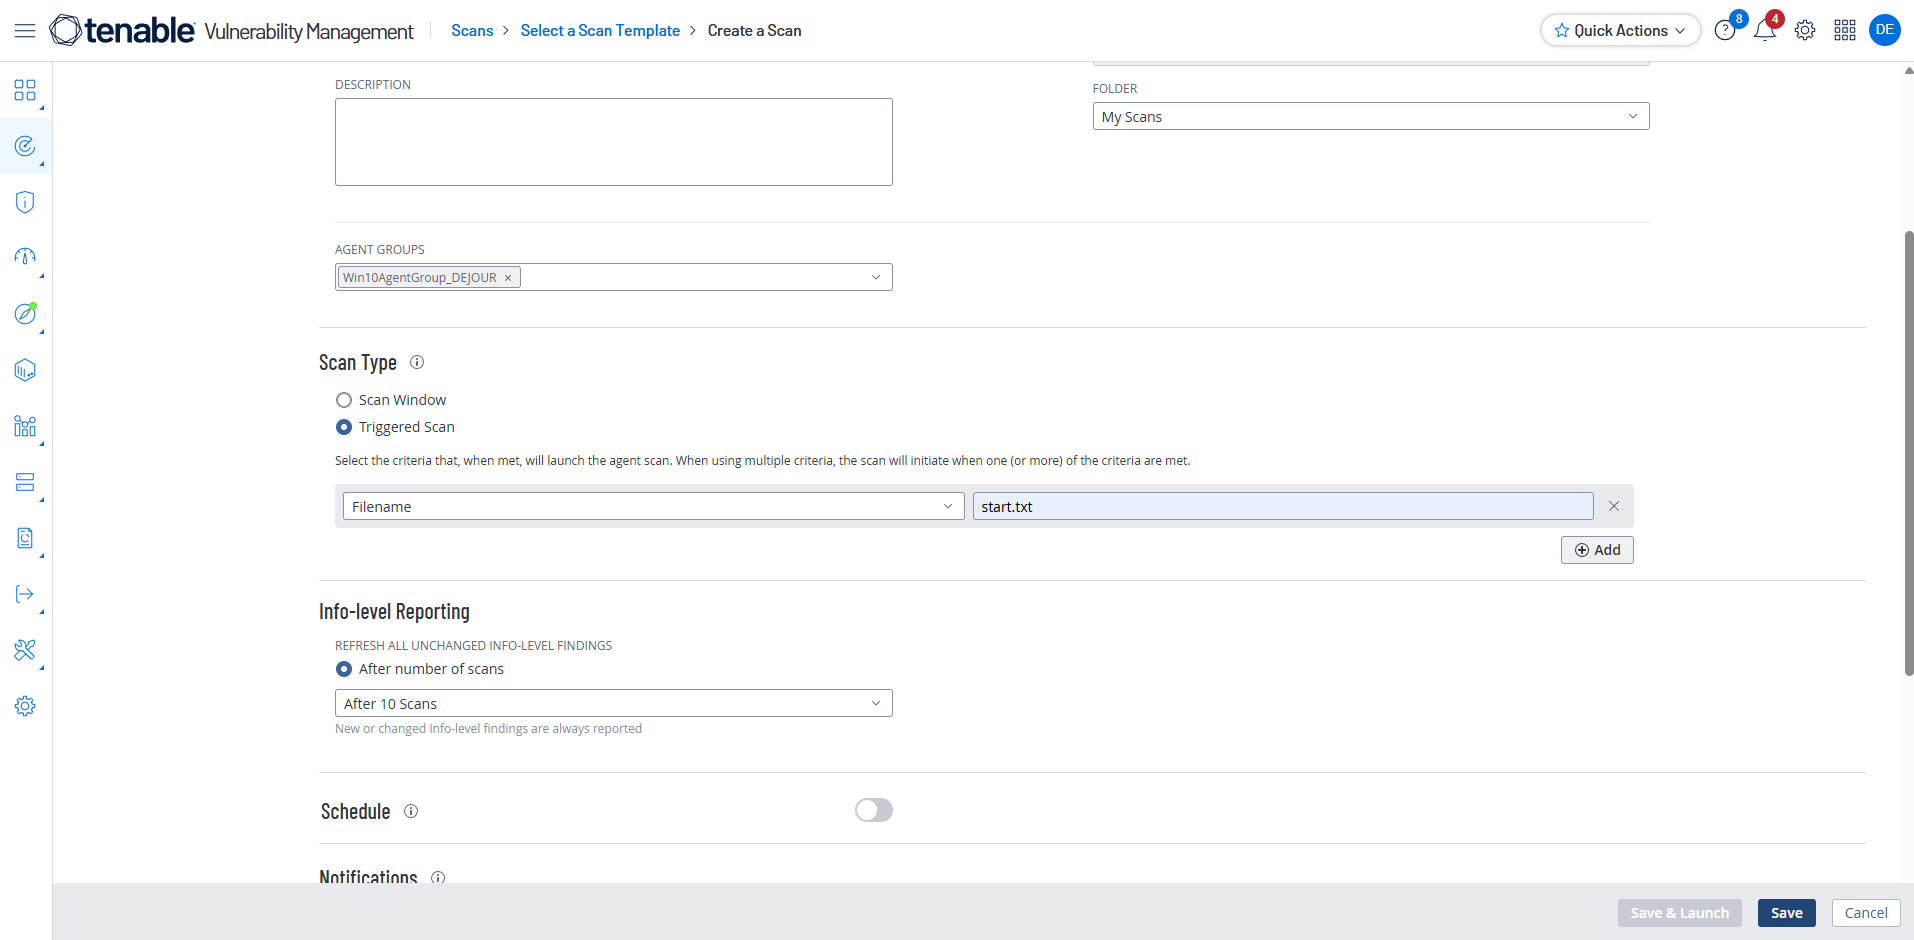 tenable Vulnerability Management
Scans > Select a Scan Template > Create a Scan
Quick Actions
8
4
DE
DESCRIPTION
FOLDER
My Scans
AGENT GROUPS
Win10AgentGroup_DEJOUR ×
Scan Type
Scan Window
Triggered Scan
Select the criteria that, when met, will launch the agent scan. When using multiple criteria, the scan will initiate when one (or more) of the criteria are met.
Filename
start.txt
Add
Info-level Reporting
REFRESH ALL UNCHANGED INFO-LEVEL FINDINGS
After number of scans
After 10 Scans
New or changed Info-level findings are always reported
Schedule
Notifications
Save & Launch
Save
Cancel